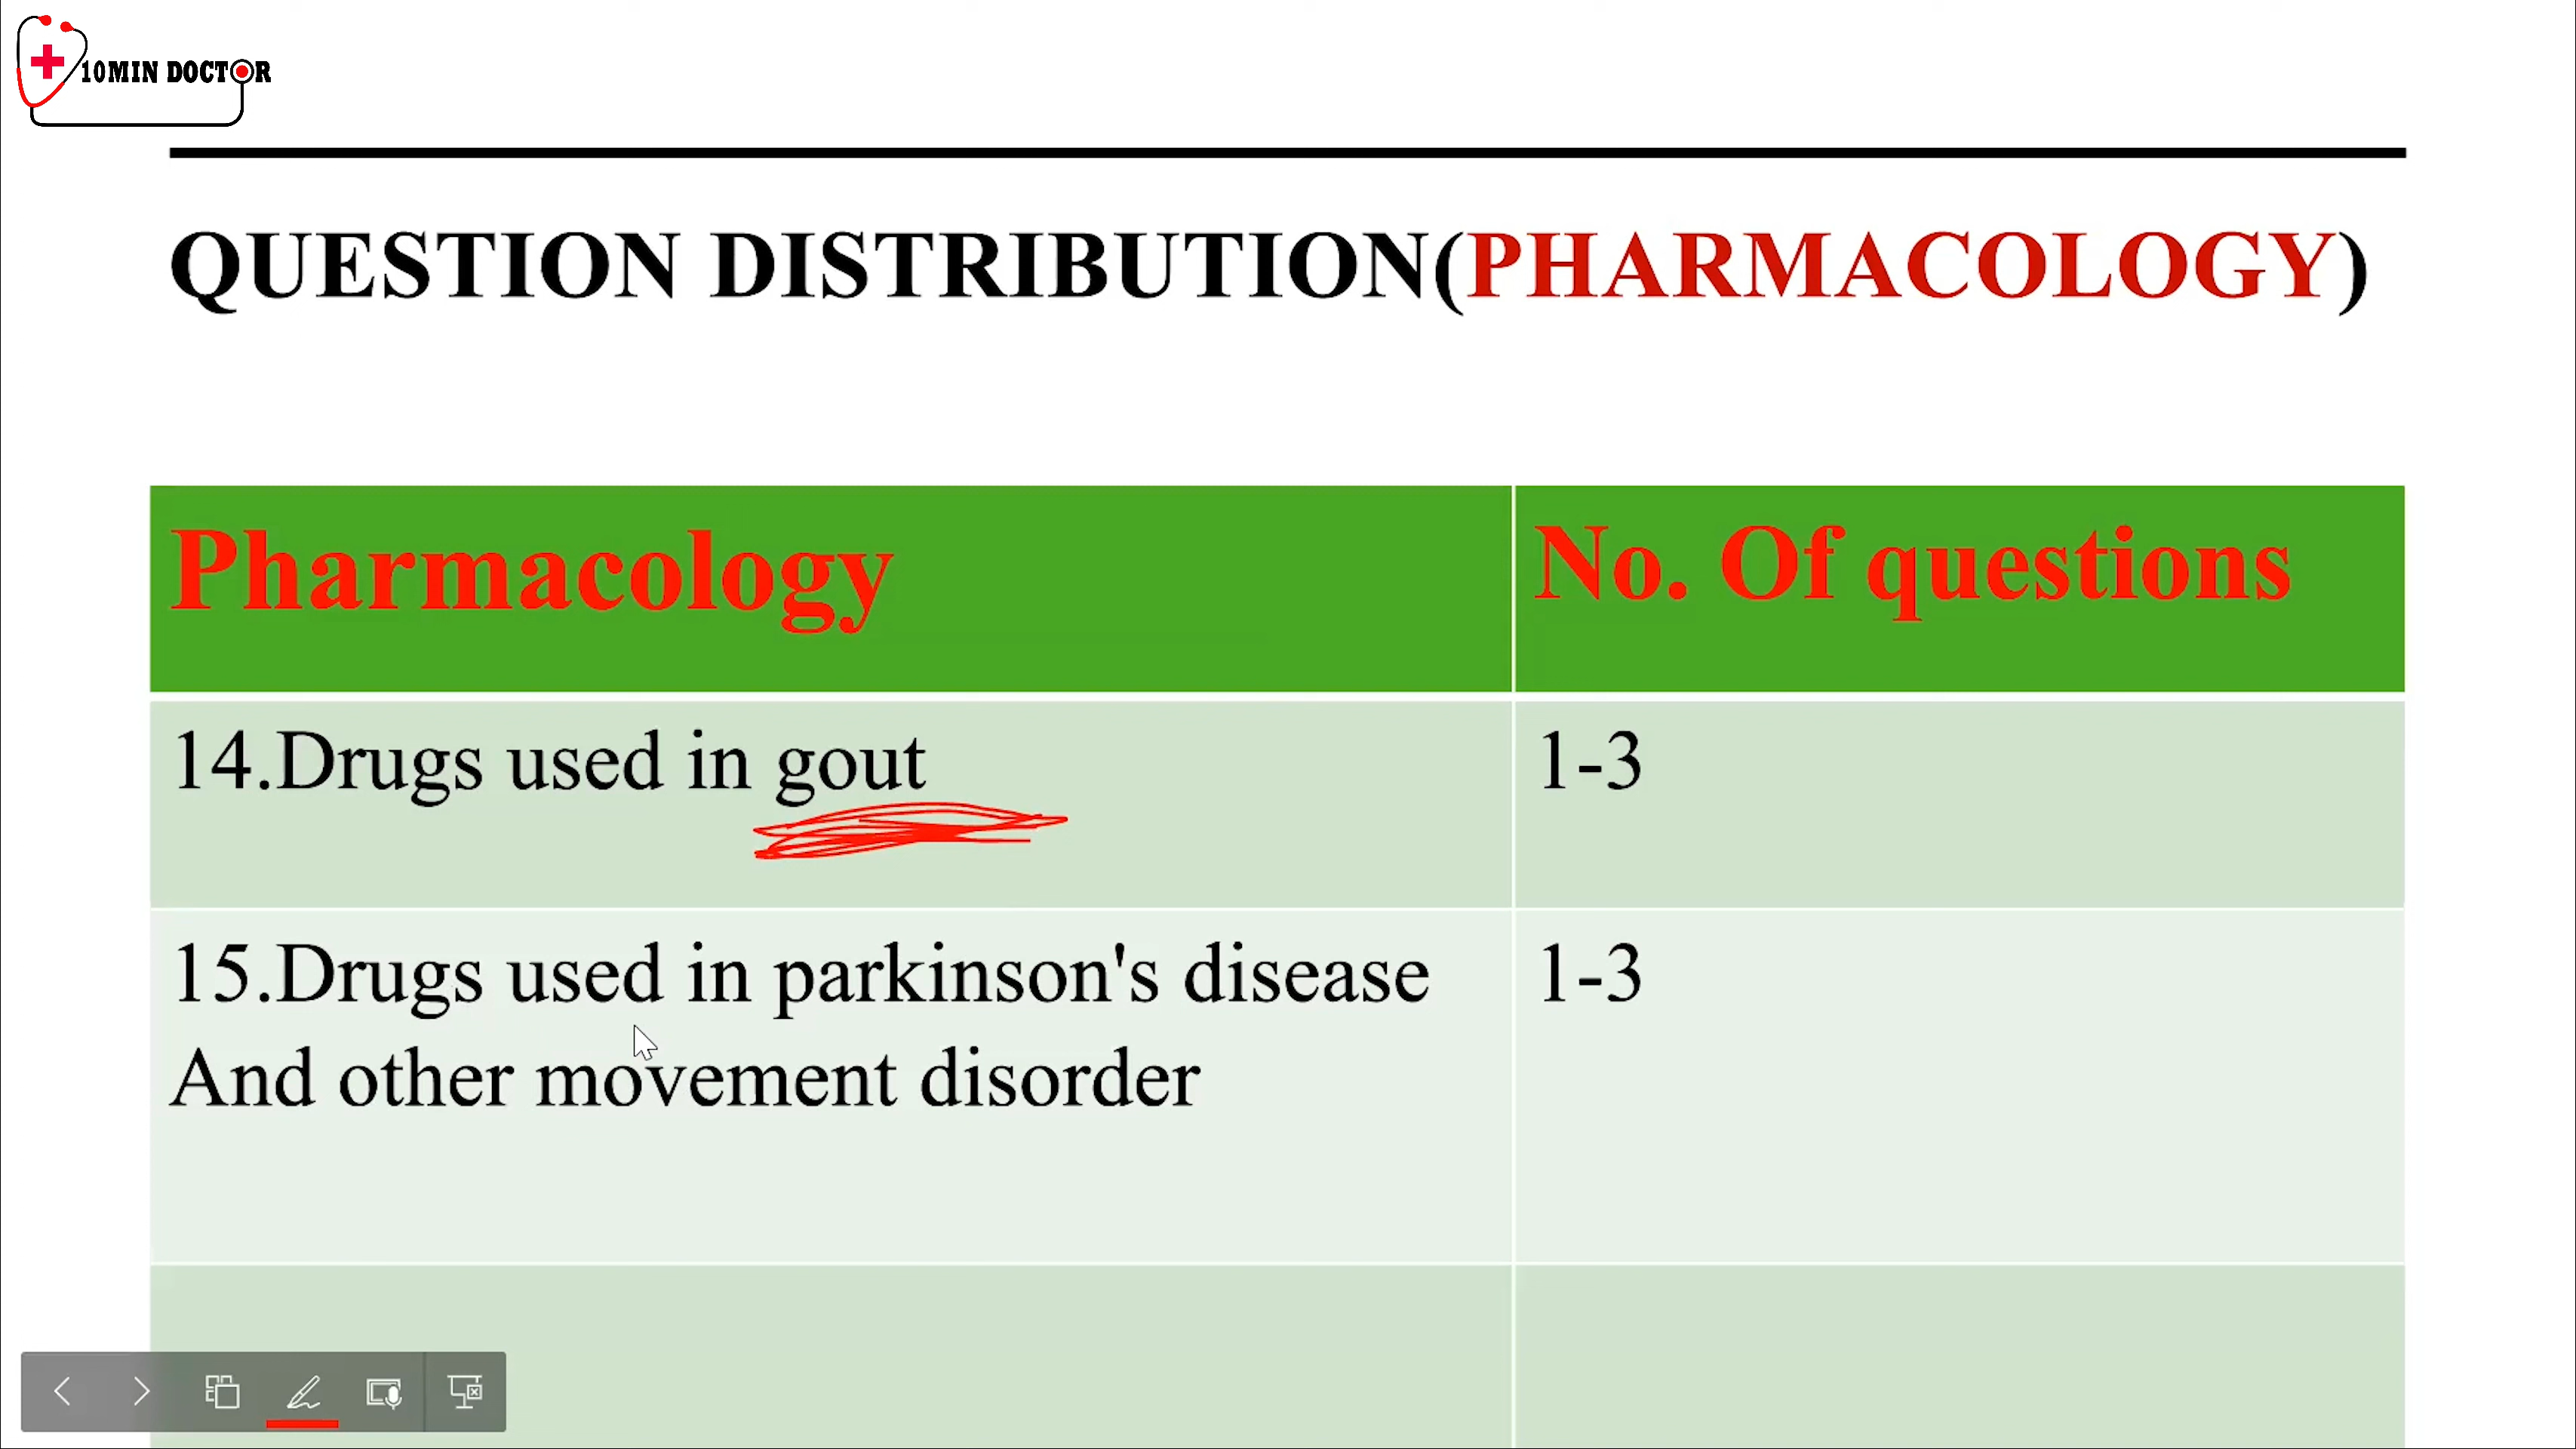 10MIN DOCTOR
QUESTION DISTRIBUTION(PHARMACOLOGY)
Pharmacology
No. Of questions
14.Drugs used in gout
1-3
15.Drugs used in parkinson's disease
1-3
And other movement disorder